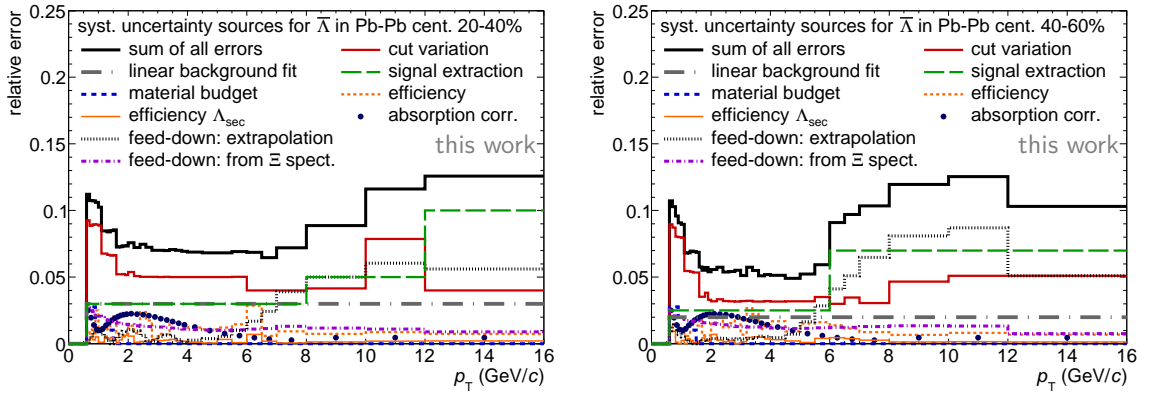 syst. uncertainty sources for Λ̅ in Pb-Pb cent. 20-40%
sum of all errors
cut variation
linear background fit
signal extraction
material budget
efficiency
efficiency Λsec
absorption corr.
feed-down: extrapolation
this work
feed-down: from Ξ spect.
relative error
0.25
0.2
0.15
0.1
0.05
0
0 2 4 6 8 10 12 14 16
pT (GeV/c)
syst. uncertainty sources for Λ̅ in Pb-Pb cent. 40-60%
sum of all errors
cut variation
linear background fit
signal extraction
material budget
efficiency
efficiency Λsec
absorption corr.
feed-down: extrapolation
this work
feed-down: from Ξ spect.
relative error
0.25
0.2
0.15
0.1
0.05
0
0 2 4 6 8 10 12 14 16
pT (GeV/c)